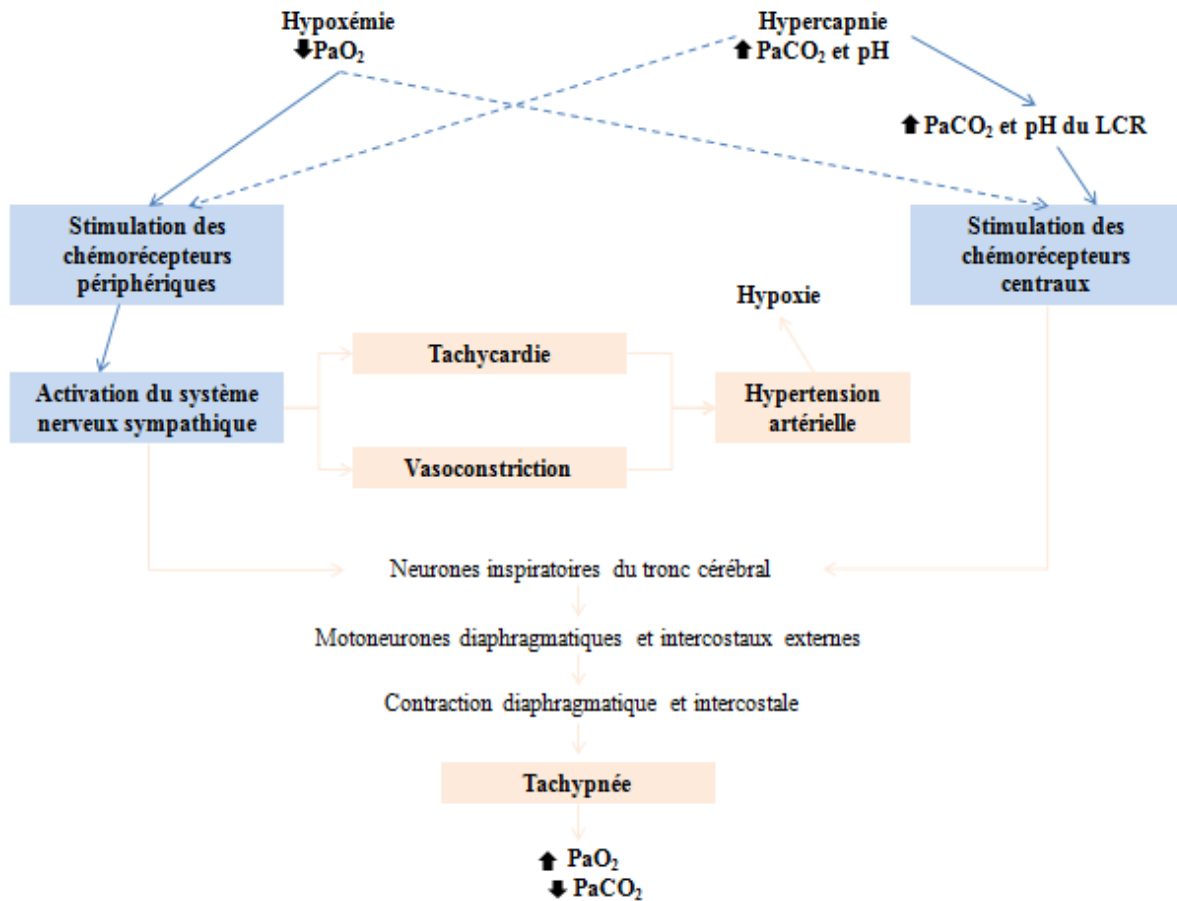 Hypoxémie
🡇PaO₂
Hypercapnie
🡅 PaCO₂ et pH
🡅 PaCO₂ et pH du LCR
Stimulation des
chémorécepteurs
périphériques
Stimulation des
chémorécepteurs
centraux
Hypoxie
Tachycardie
Activation du système
nerveux sympathique
Hypertension
artérielle
Vasoconstriction
Neurones inspiratoires du tronc cérébral
Motoneurones diaphragmatiques et intercostaux externes
Contraction diaphragmatique et intercostale
Tachypnée
🡅 PaO₂
🡇 PaCO₂